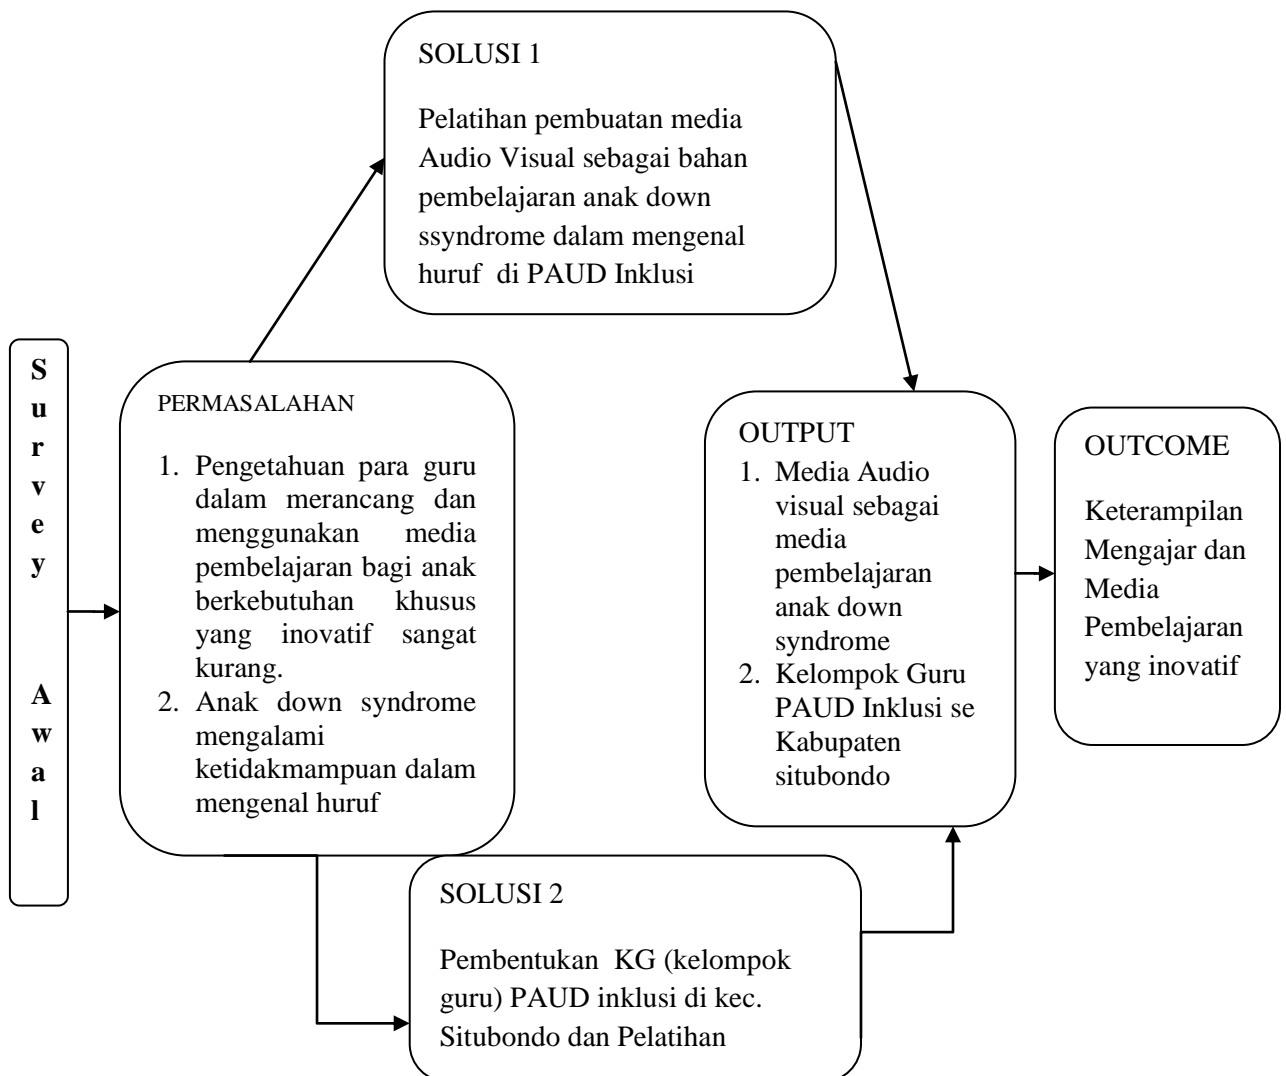 Survey Awal
PERMASALAHAN
1. Pengetahuan para guru
dalam merancang dan
menggunakan media
pembelajaran bagi anak
berkebutuhan khusus
yang inovatif sangat
kurang.
2. Anak down syndrome
mengalami
ketidakmampuan dalam
mengenal huruf
SOLUSI 1
Pelatihan pembuatan media
Audio Visual sebagai bahan
pembelajaran anak down
ssyndrome dalam mengenal
huruf di PAUD Inklusi
SOLUSI 2
Pembentukan KG (kelompok
guru) PAUD inklusi di kec.
Situbondo dan Pelatihan
OUTPUT
1. Media Audio
visual sebagai
media
pembelajaran
anak down
syndrome
2. Kelompok Guru
PAUD Inklusi se
Kabupaten
situbondo
OUTCOME
Keterampilan
Mengajar dan
Media
Pembelajaran
yang inovatif